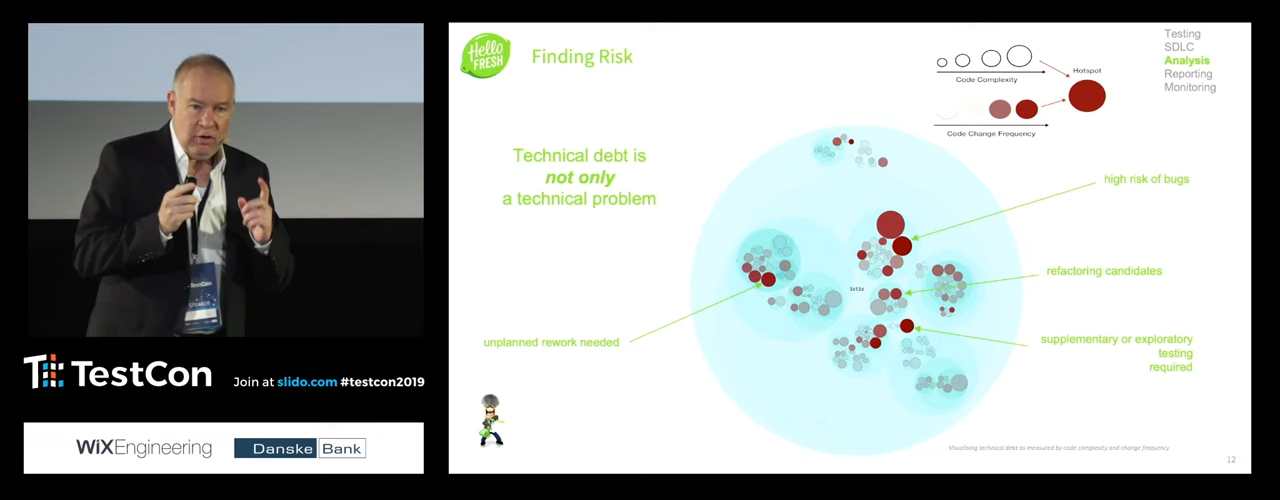 TestCon
SPEAKER
TestCon
Join at slido.com #testcon2019
WiXEngineering
Danske Bank
Hello
FRESH
Finding Risk
Testing
SDLC
Analysis
Reporting
Monitoring
Code Complexity
Hotspot
Code Change Frequency
Technical debt is
not only
a technical problem
high risk of bugs
refactoring candidates
unplanned rework needed
supplementary or exploratory
testing
required
Visualising technical debt as measured by code complexity and change frequency
12